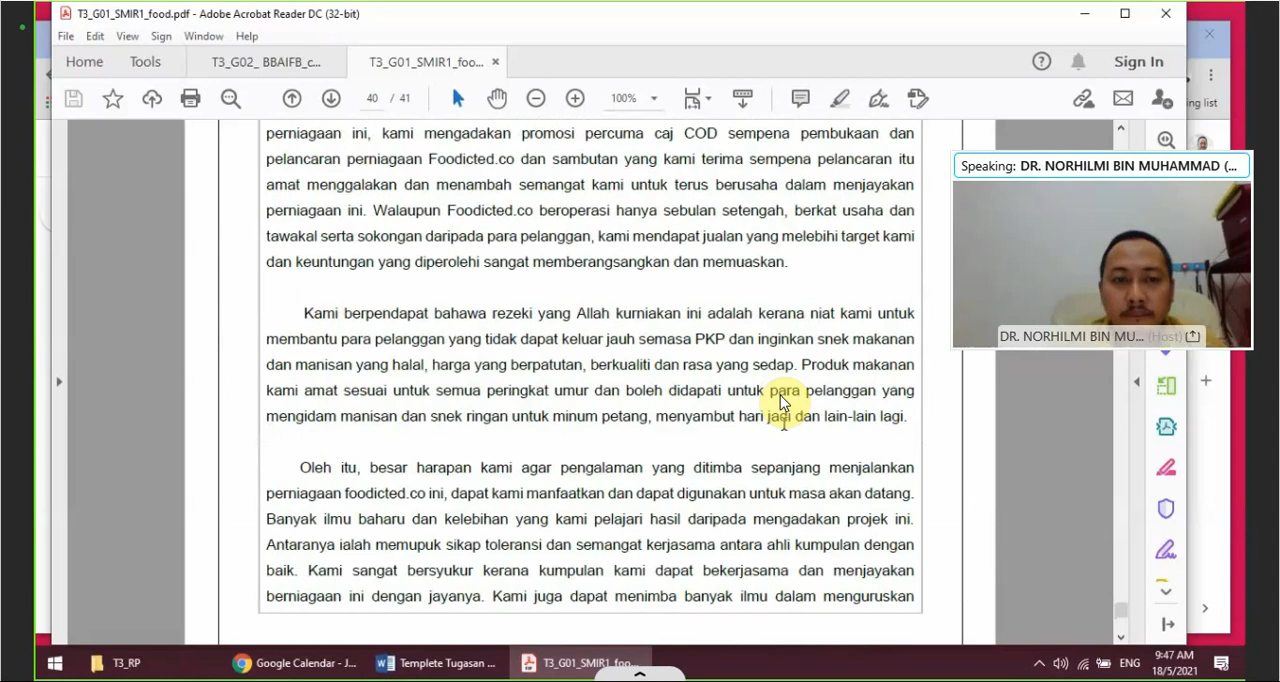 T3_G01_SMIR1_food.pdf - Adobe Acrobat Reader DC (32-bit)
File Edit View Sign Window Help
Home Tools T3_G02_ BBAIFB_c... T3_G01_SMIR1_foo... × Sign In
40 / 41 100%
ing list
perniagaan ini, kami mengadakan promosi percuma caj COD sempena pembukaan dan
pelancaran perniagaan Foodicted.co dan sambutan yang kami terima sempena pelancaran itu
amat menggalakan dan menambah semangat kami untuk terus berusaha dalam menjayakan
perniagaan ini. Walaupun Foodicted.co beroperasi hanya sebulan setengah, berkat usaha dan
tawakal serta sokongan daripada para pelanggan, kami mendapat jualan yang melebihi target kami
dan keuntungan yang diperolehi sangat memberangsangkan dan memuaskan.
Kami berpendapat bahawa rezeki yang Allah kurniakan ini adalah kerana niat kami untuk
membantu para pelanggan yang tidak dapat keluar jauh semasa PKP dan inginkan snek makanan
dan manisan yang halal, harga yang berpatutan, berkualiti dan rasa yang sedap. Produk makanan
kami amat sesuai untuk semua peringkat umur dan boleh didapati untuk para pelanggan yang
mengidam manisan dan snek ringan untuk minum petang, menyambut hari jadi dan lain-lain lagi.
Oleh itu, besar harapan kami agar pengalaman yang ditimba sepanjang menjalankan
perniagaan foodicted.co ini, dapat kami manfaatkan dan dapat digunakan untuk masa akan datang.
Banyak ilmu baharu dan kelebihan yang kami pelajari hasil daripada mengadakan projek ini.
Antaranya ialah memupuk sikap toleransi dan semangat kerjasama antara ahli kumpulan dengan
baik. Kami sangat bersyukur kerana kumpulan kami dapat bekerjasama dan menjayakan
berniagaan ini dengan jayanya. Kami juga dapat menimba banyak ilmu dalam menguruskan
Speaking: DR. NORHILMI BIN MUHAMMAD (...
DR. NORHILMI BIN MU... (Host)
T3_RP Google Calendar - J... Templete Tugasan ... T3_G01_SMIR1_foo... ENG 9:47 AM
18/5/2021